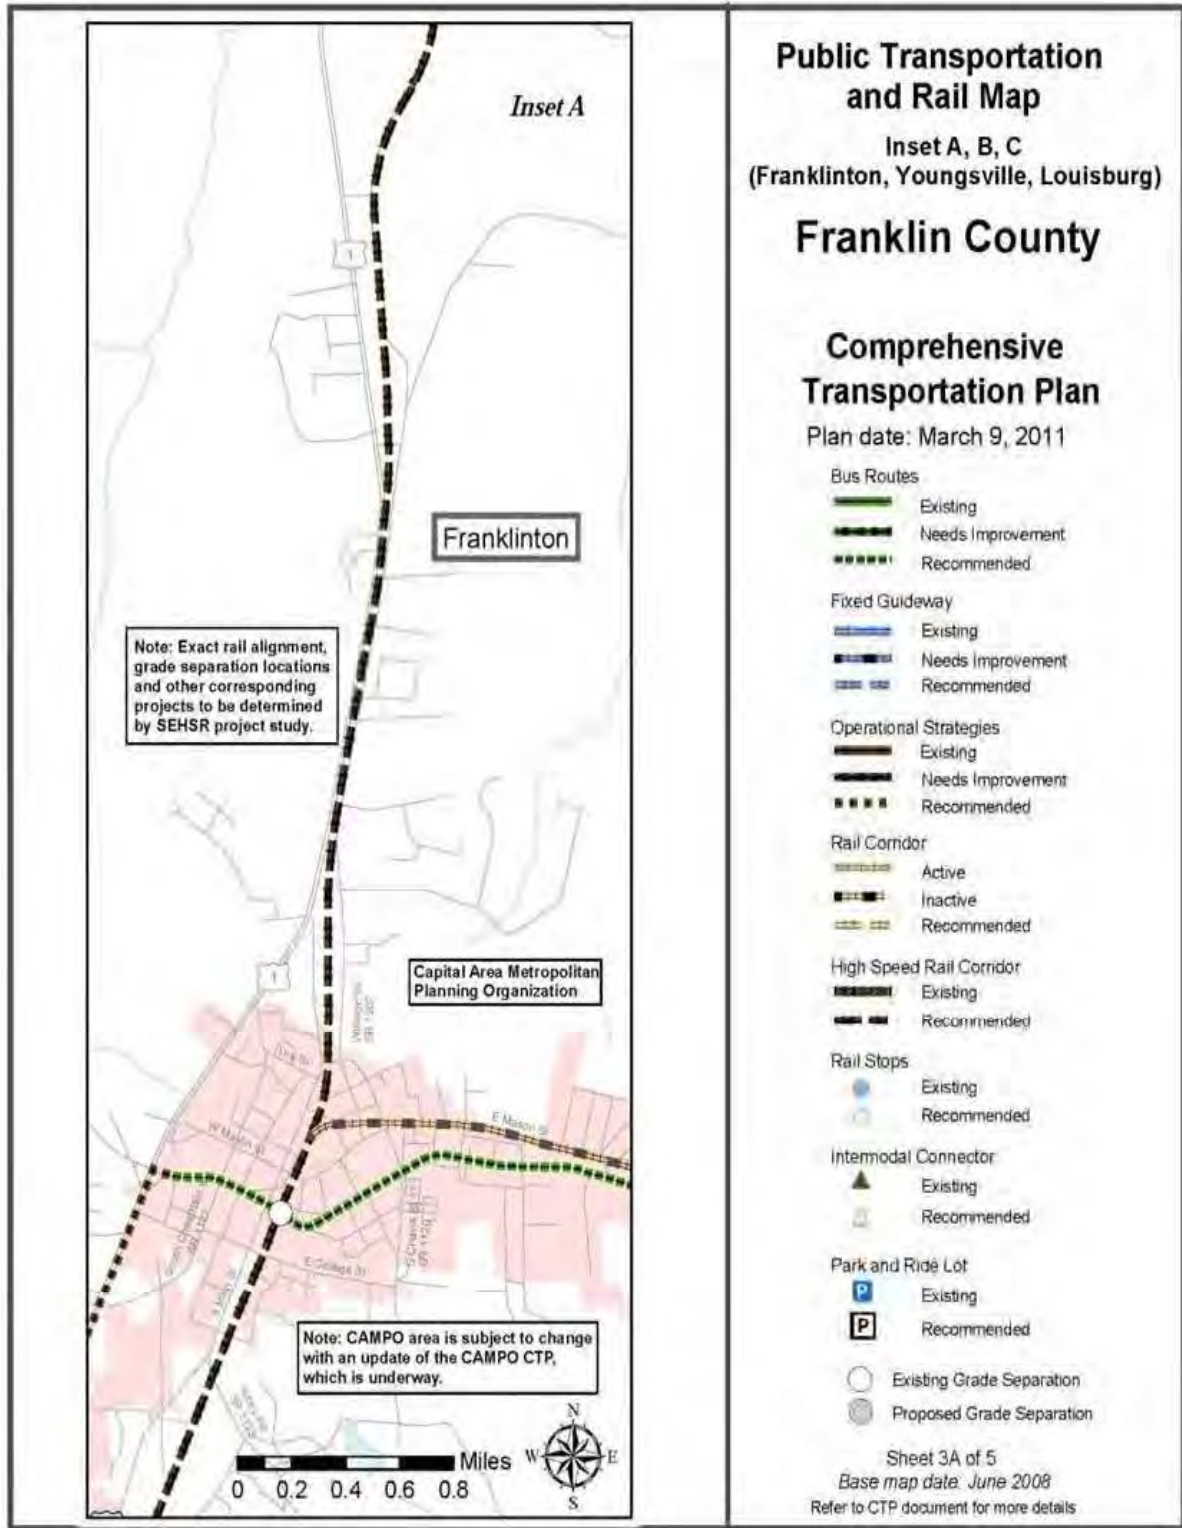 Inset A
1
Franklinton
Note: Exact rail alignment,
grade separation locations
and other corresponding
projects to be determined
by SEHSR project study.
1
Capital Area Metropolitan
Planning Organization
SR 1207
E Mason St
W Mason St
E College St
S Main St
Note: CAMPO area is subject to change
with an update of the CAMPO CTP,
which is underway.
Miles
0 0.2 0.4 0.6 0.8
N
W E
S
Public Transportation
and Rail Map
Inset A, B, C
(Franklinton, Youngsville, Louisburg)
Franklin County
Comprehensive
Transportation Plan
Plan date: March 9, 2011
Bus Routes
Existing
Needs Improvement
Recommended
Fixed Guideway
Existing
Needs Improvement
Recommended
Operational Strategies
Existing
Needs Improvement
Recommended
Rail Corridor
Active
Inactive
Recommended
High Speed Rail Corridor
Existing
Recommended
Rail Stops
Existing
Recommended
Intermodal Connector
Existing
Recommended
Park and Ride Lot
P Existing
P Recommended
Existing Grade Separation
Proposed Grade Separation
Sheet 3A of 5
Base map date: June 2008
Refer to CTP document for more details